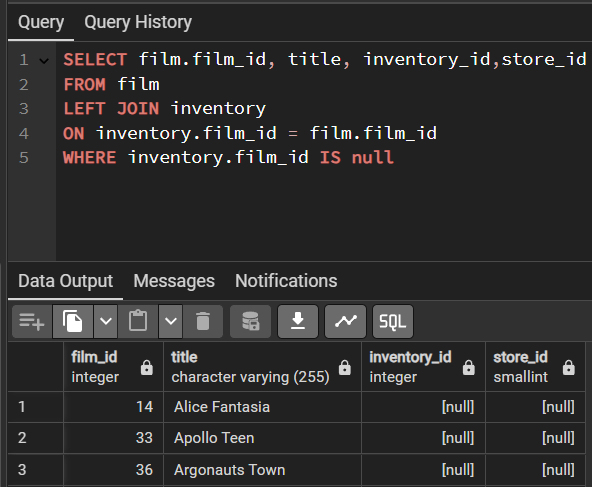 Query Query History
1 SELECT film.film_id, title, inventory_id,store_id
2 FROM film
3 LEFT JOIN inventory
4 ON inventory.film_id = film.film_id
5 WHERE inventory.film_id IS null
Data Output Messages Notifications
SQL
film_id title inventory_id store_id
integer character varying (255) integer smallint
1 14 Alice Fantasia [null] [null]
2 33 Apollo Teen [null] [null]
3 36 Argonauts Town [null] [null]